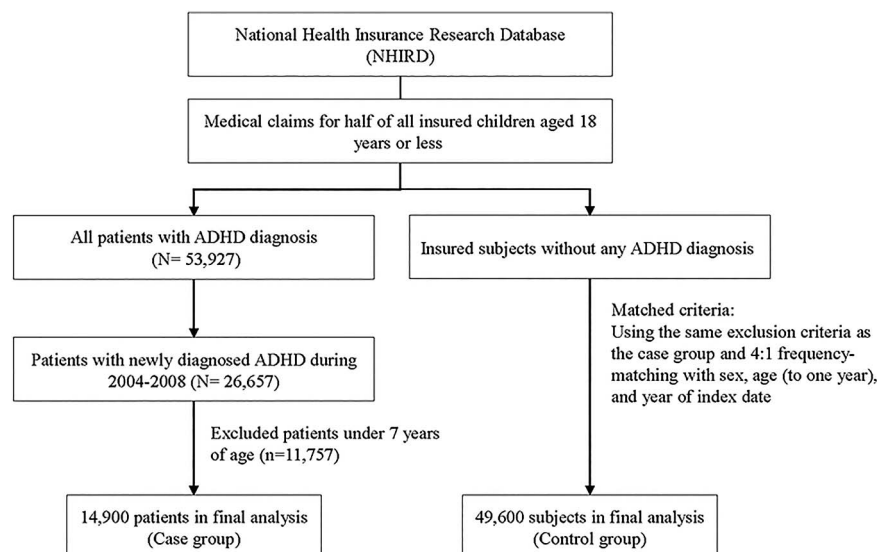 National Health Insurance Research Database
(NHIRD)
Medical claims for half of all insured children aged 18
years or less
All patients with ADHD diagnosis
(N= 53,927)
Insured subjects without any ADHD diagnosis
Matched criteria:
Using the same exclusion criteria as
the case group and 4:1 frequency-
matching with sex, age (to one year),
and year of index date
Patients with newly diagnosed ADHD during
2004-2008 (N= 26,657)
Excluded patients under 7 years
of age (n=11,757)
14,900 patients in final analysis
(Case group)
49,600 subjects in final analysis
(Control group)